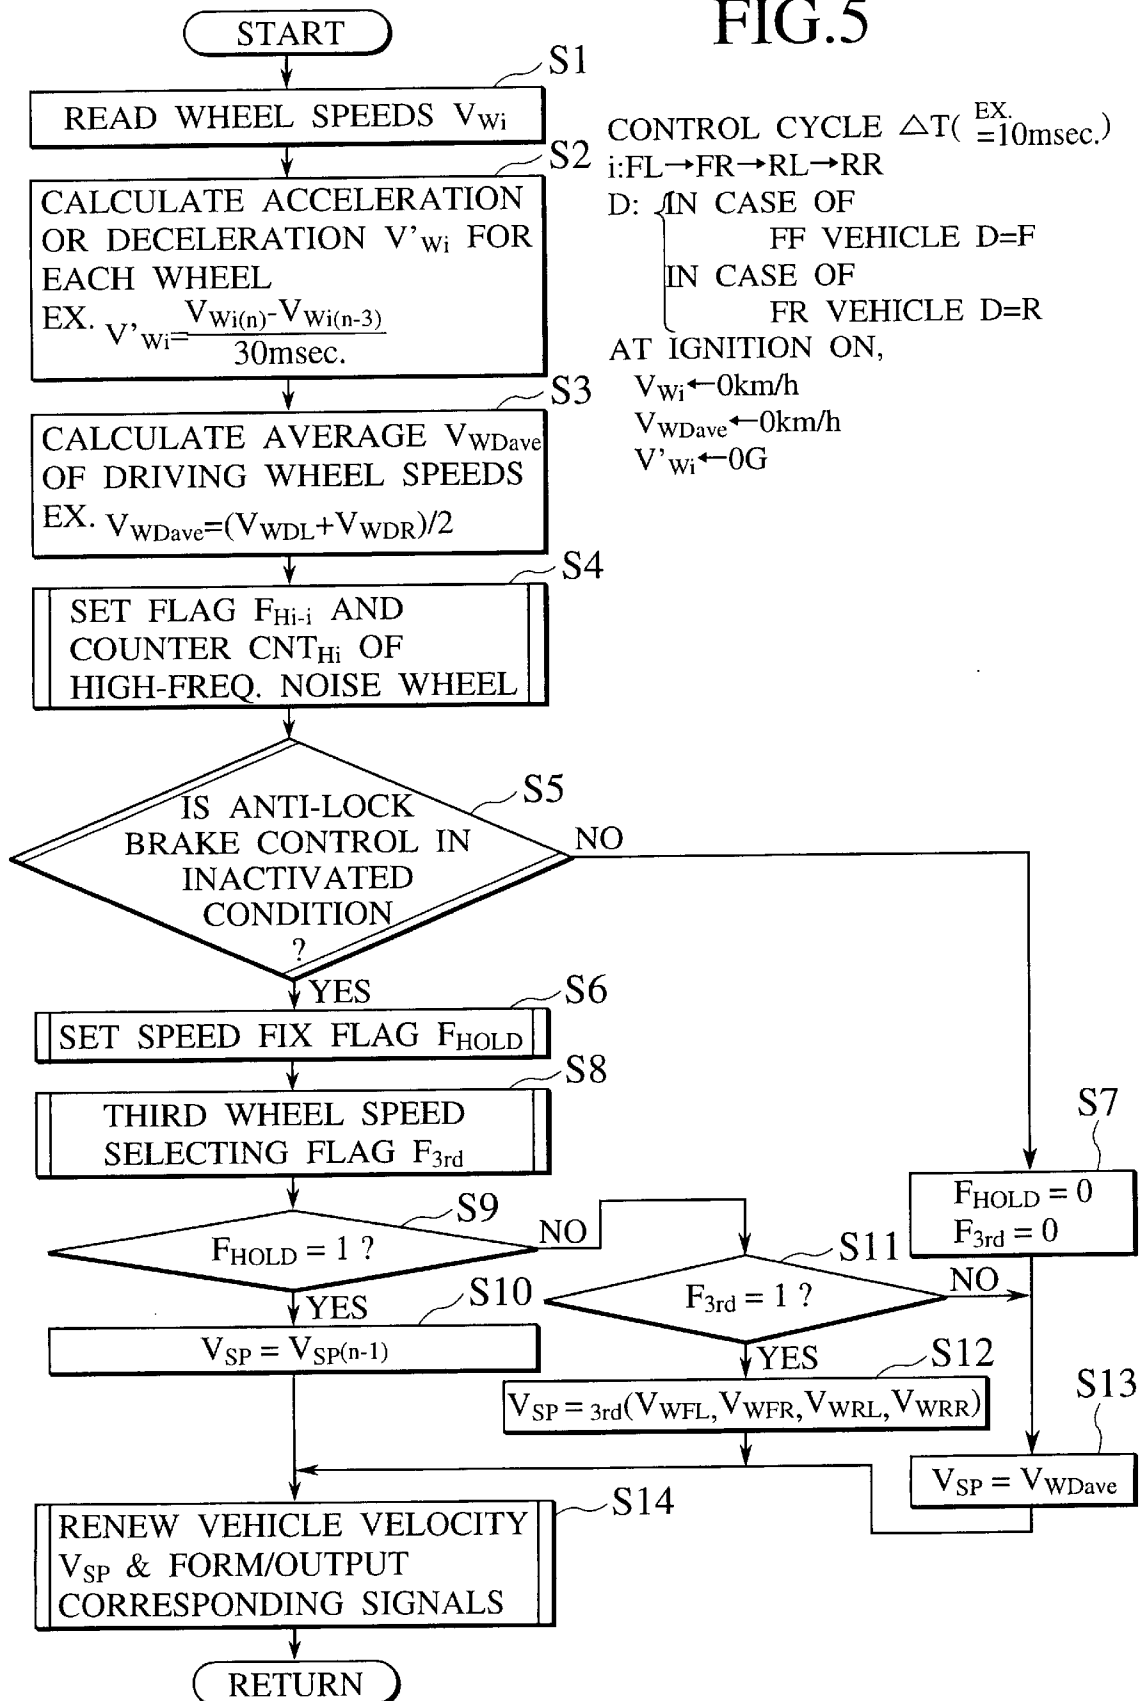 FIG.5
START
S1
READ WHEEL SPEEDS VWi
CONTROL CYCLE △T( EX. =10msec.)
i:FL→FR→RL→RR
D: IN CASE OF
FF VEHICLE D=F
IN CASE OF
FR VEHICLE D=R
AT IGNITION ON,
VWi←0km/h
VWDave←0km/h
V'Wi←0G
S2
CALCULATE ACCELERATION
OR DECELERATION V'Wi FOR
EACH WHEEL
EX. V'Wi= VWi(n)-VWi(n-3)
30msec.
S3
CALCULATE AVERAGE VWDave
OF DRIVING WHEEL SPEEDS
EX. VWDave=(VWDL+VWDR)/2
S4
SET FLAG FHi-i AND
COUNTER CNTHi OF
HIGH-FREQ. NOISE WHEEL
S5
IS ANTI-LOCK
BRAKE CONTROL IN
INACTIVATED
CONDITION
?
NO
YES
S6
SET SPEED FIX FLAG FHOLD
S8
THIRD WHEEL SPEED
SELECTING FLAG F3rd
S7
FHOLD = 0
F3rd = 0
S9
FHOLD = 1 ?
NO
YES
S11
F3rd = 1 ?
NO
YES
S10
VSP = VSP(n-1)
S12
VSP = 3rd(VWFL, VWFR, VWRL, VWRR)
S13
VSP = VWDave
S14
RENEW VEHICLE VELOCITY
VSP & FORM/OUTPUT
CORRESPONDING SIGNALS
RETURN